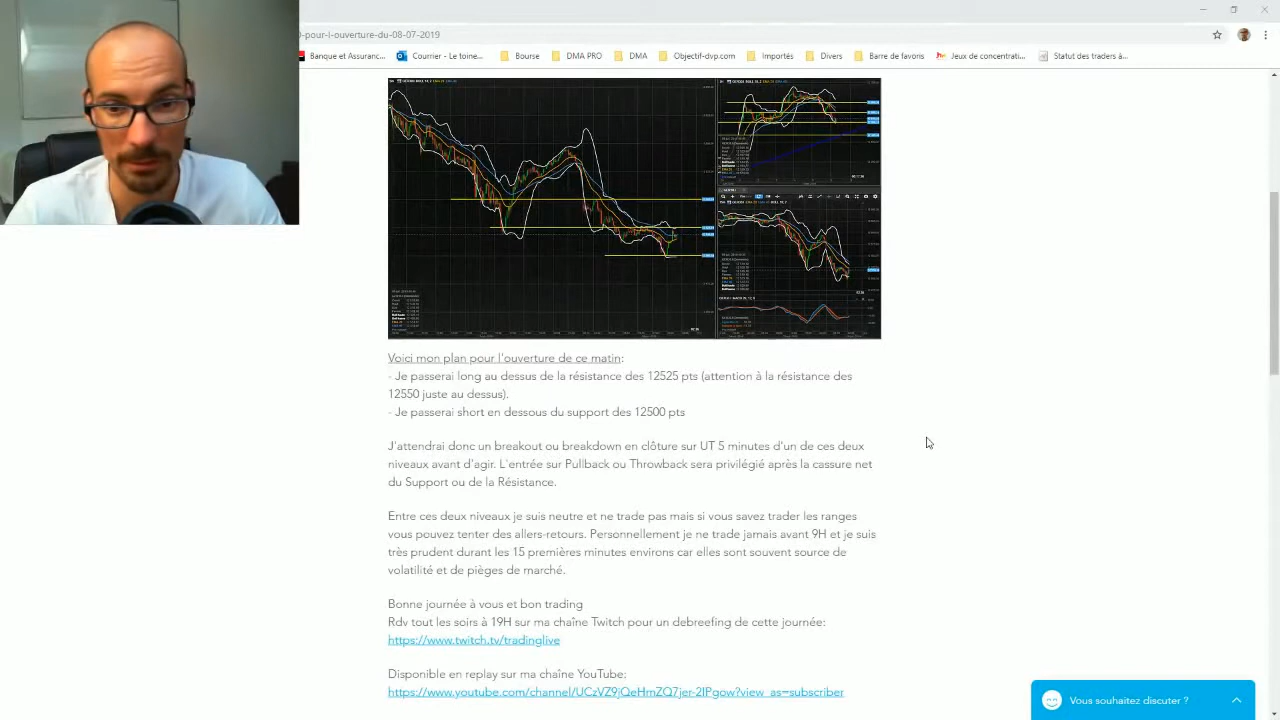 0-pour-l-ouverture-du-08-07-2019
Banque et Assuranc...
Courrier - Le toine...
Bourse
DMA PRO
DMA
Objectif-dvp.com
Importés
Divers
Barre de favoris
Jeux de concentrati...
Statut des traders à...
Voici mon plan pour l'ouverture de ce matin:
- Je passerai long au dessus de la résistance des 12525 pts (attention à la résistance des
12550 juste au dessus).
- Je passerai short en dessous du support des 12500 pts
J'attendrai donc un breakout ou breakdown en clôture sur UT 5 minutes d'un de ces deux
niveaux avant d'agir. L'entrée sur Pullback ou Throwback sera privilégié après la cassure net
du Support ou de la Résistance.
Entre ces deux niveaux je suis neutre et ne trade pas mais si vous savez trader les ranges
vous pouvez tenter des allers-retours. Personnellement je ne trade jamais avant 9H et je suis
très prudent durant les 15 premières minutes environs car elles sont souvent source de
volatilité et de pièges de marché.
Bonne journée à vous et bon trading
Rdv tout les soirs à 19H sur ma chaîne Twitch pour un debreefing de cette journée:
https://www.twitch.tv/tradinglive
Disponible en replay sur ma chaîne YouTube:
https://www.youtube.com/channel/UCzVZ9jQeHmZQ7jer-2IPgow?view_as=subscriber
Vous souhaitez discuter ?